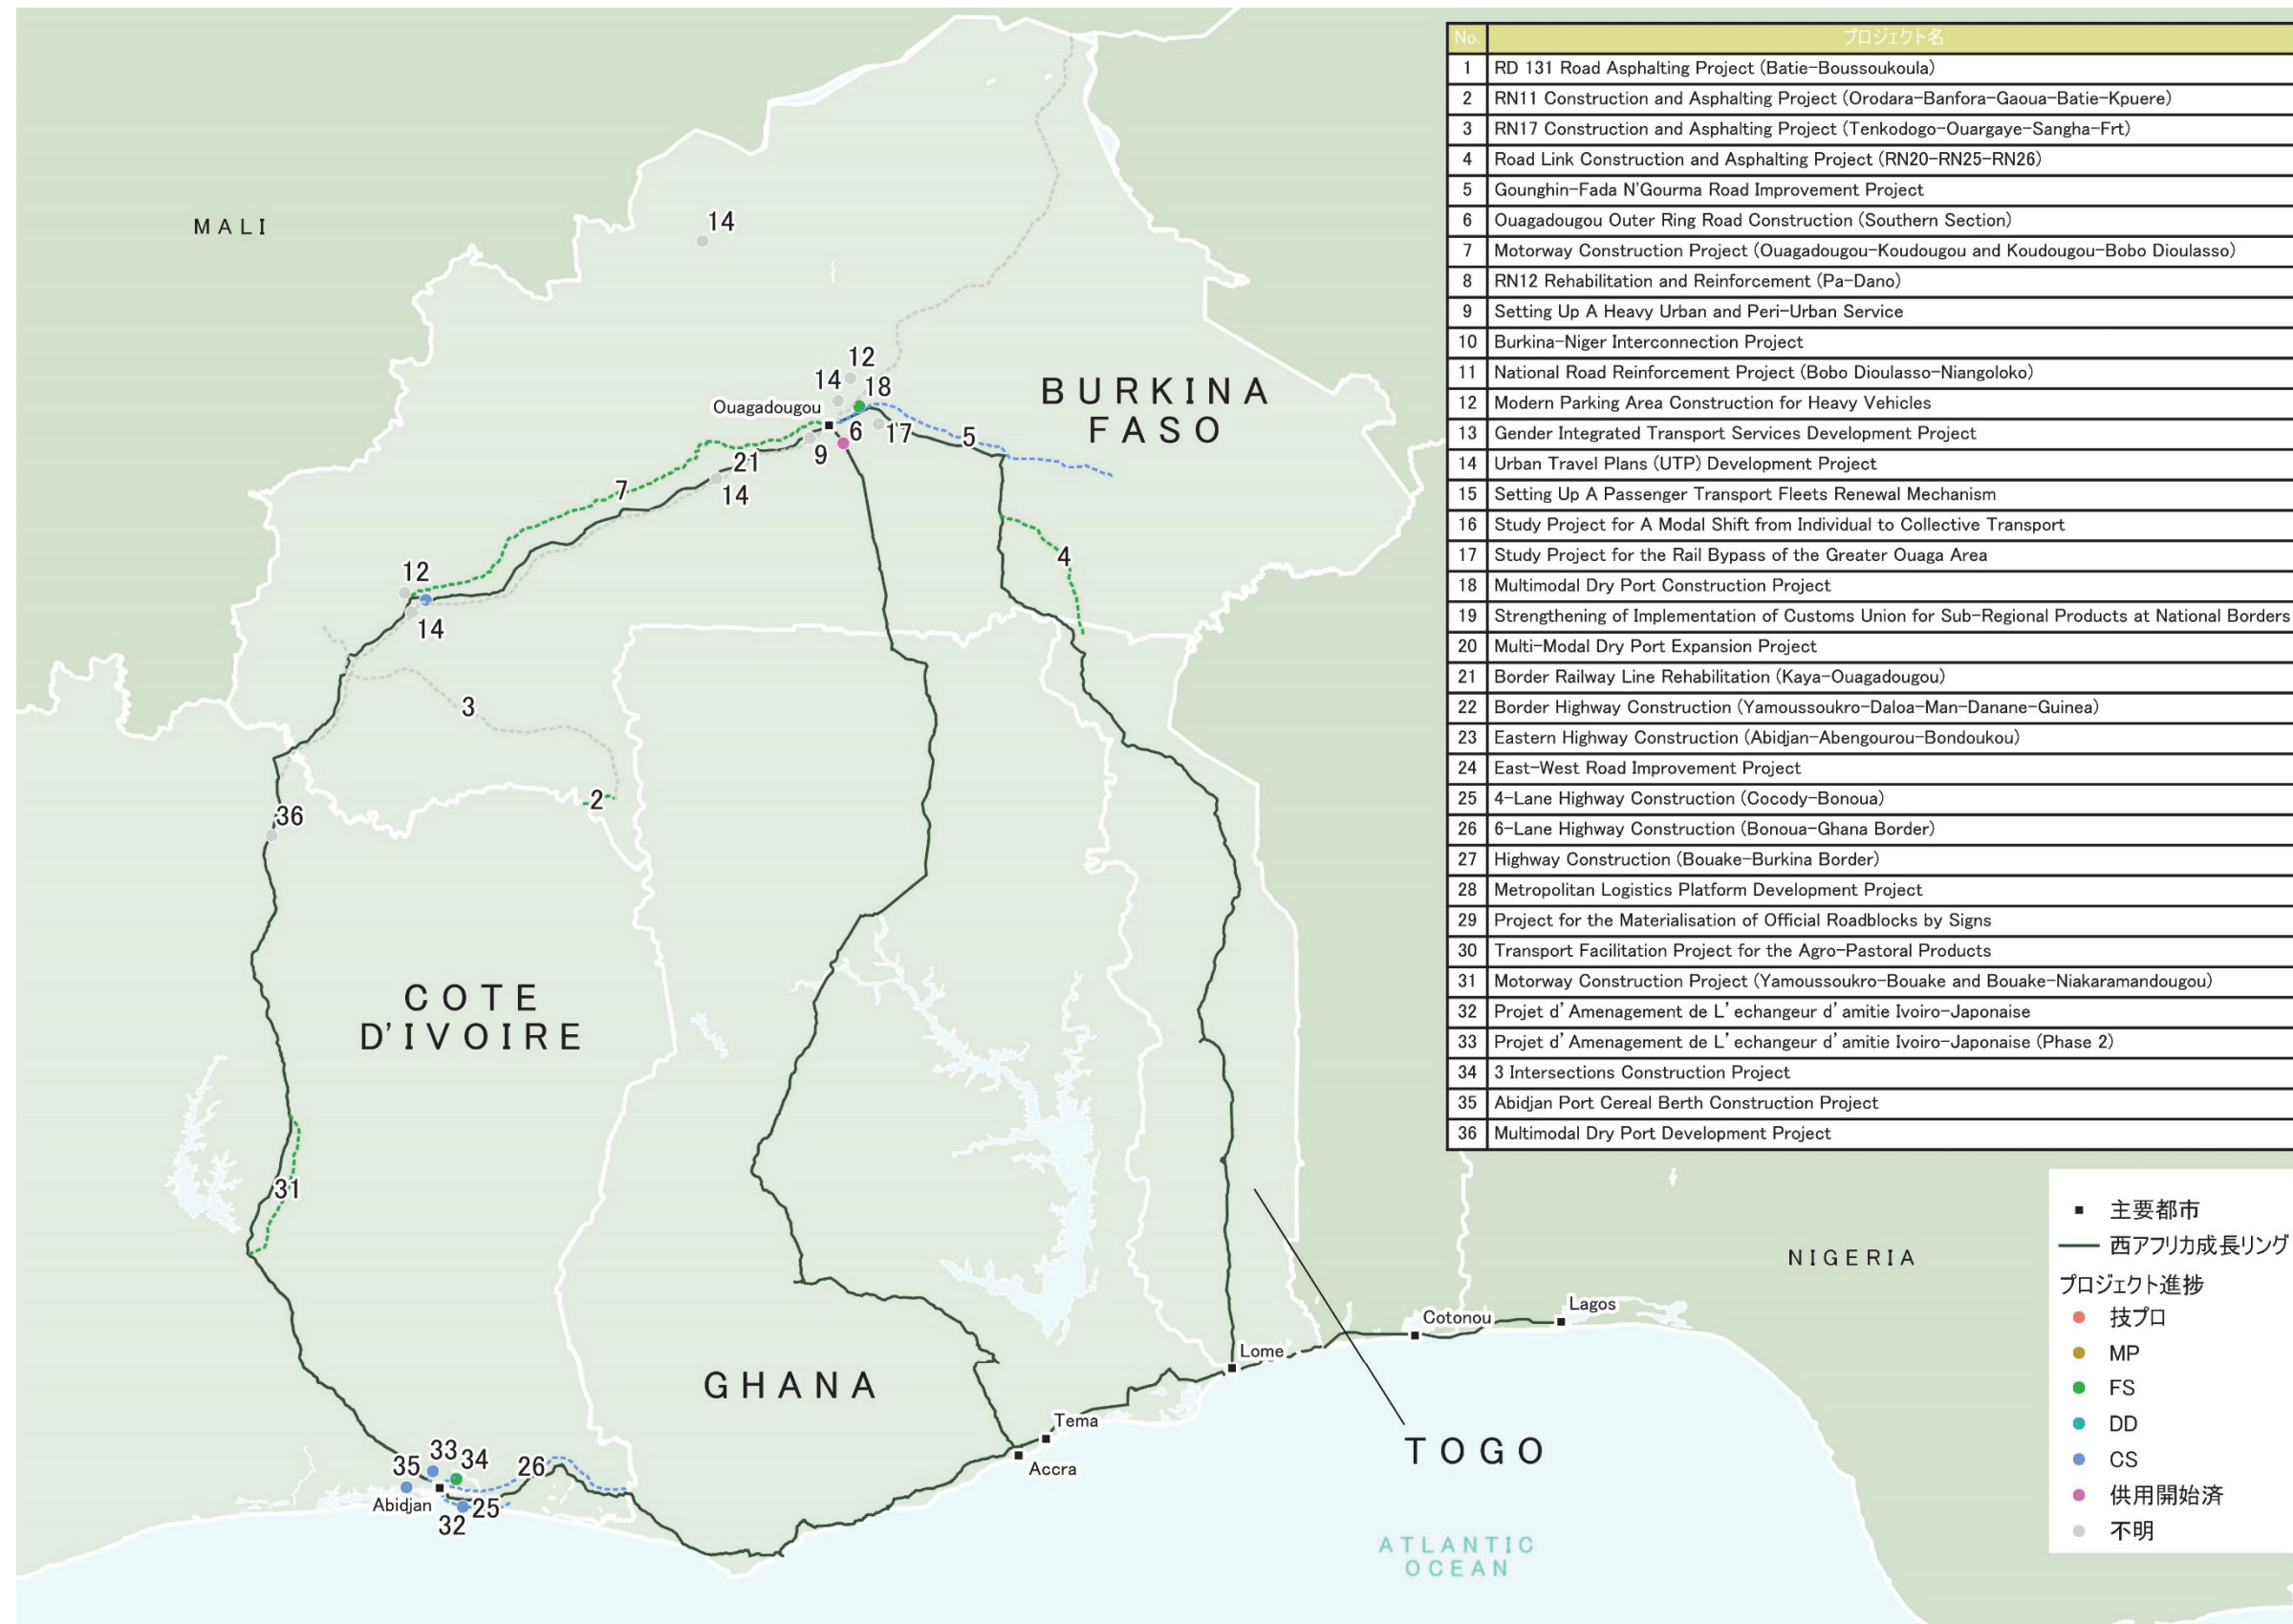 MALI
14
12
14
18
Ouagadougou
BURKINA
FASO
6
17
5
9
21
14
7
4
12
14
3
2
36
COTE
D'IVOIRE
31
GHANA
TOGO
NIGERIA
Lagos
Cotonou
Lome
Tema
Accra
33
34
35
26
Abidjan
25
32
ATLANTIC
OCEAN
No. プロジェクト名
1 RD 131 Road Asphalting Project (Batie-Boussoukoula)
2 RN11 Construction and Asphalting Project (Orodara-Banfora-Gaoua-Batie-Kpuere)
3 RN17 Construction and Asphalting Project (Tenkodogo-Ouargaye-Sangha-Frt)
4 Road Link Construction and Asphalting Project (RN20-RN25-RN26)
5 Gounghin-Fada N'Gourma Road Improvement Project
6 Ouagadougou Outer Ring Road Construction (Southern Section)
7 Motorway Construction Project (Ouagadougou-Koudougou and Koudougou-Bobo Dioulasso)
8 RN12 Rehabilitation and Reinforcement (Pa-Dano)
9 Setting Up A Heavy Urban and Peri-Urban Service
10 Burkina-Niger Interconnection Project
11 National Road Reinforcement Project (Bobo Dioulasso-Niangoloko)
12 Modern Parking Area Construction for Heavy Vehicles
13 Gender Integrated Transport Services Development Project
14 Urban Travel Plans (UTP) Development Project
15 Setting Up A Passenger Transport Fleets Renewal Mechanism
16 Study Project for A Modal Shift from Individual to Collective Transport
17 Study Project for the Rail Bypass of the Greater Ouaga Area
18 Multimodal Dry Port Construction Project
19 Strengthening of Implementation of Customs Union for Sub-Regional Products at National Borders
20 Multi-Modal Dry Port Expansion Project
21 Border Railway Line Rehabilitation (Kaya-Ouagadougou)
22 Border Highway Construction (Yamoussoukro-Daloa-Man-Danane-Guinea)
23 Eastern Highway Construction (Abidjan-Abengourou-Bondoukou)
24 East-West Road Improvement Project
25 4-Lane Highway Construction (Cocody-Bonoua)
26 6-Lane Highway Construction (Bonoua-Ghana Border)
27 Highway Construction (Bouake-Burkina Border)
28 Metropolitan Logistics Platform Development Project
29 Project for the Materialisation of Official Roadblocks by Signs
30 Transport Facilitation Project for the Agro-Pastoral Products
31 Motorway Construction Project (Yamoussoukro-Bouake and Bouake-Niakaramandougou)
32 Projet d’Amenagement de L’echangeur d’amitie Ivoiro-Japonaise
33 Projet d’Amenagement de L’echangeur d’amitie Ivoiro-Japonaise (Phase 2)
34 3 Intersections Construction Project
35 Abidjan Port Cereal Berth Construction Project
36 Multimodal Dry Port Development Project
主要都市
西アフリカ成長リング
プロジェクト進捗
技プロ
MP
FS
DD
CS
供用開始済
不明